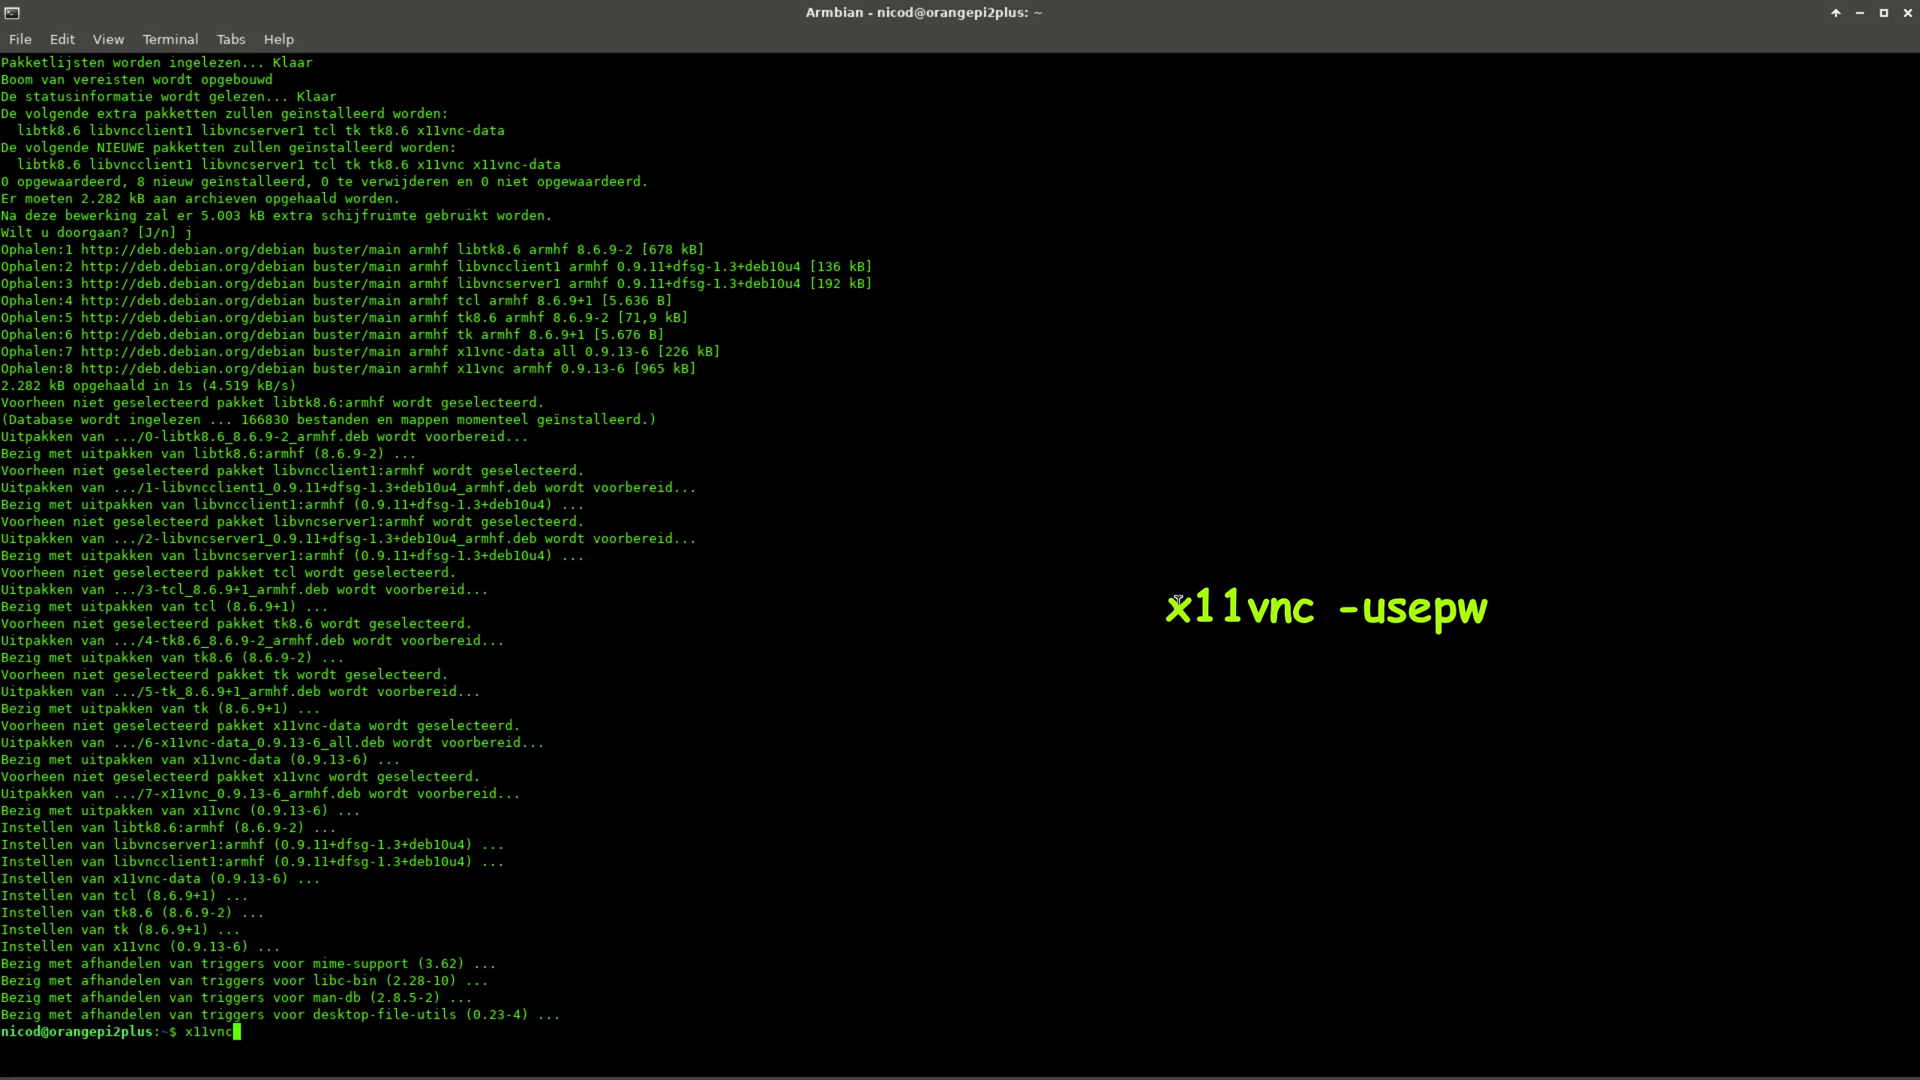 Armbian - nicod@orangepi2plus: ~
File Edit View Terminal Tabs Help
Pakketlijsten worden ingelezen... Klaar
Boom van vereisten wordt opgebouwd
De statusinformatie wordt gelezen... Klaar
De volgende extra pakketten zullen geïnstalleerd worden:
  libtk8.6 libvncclient1 libvncserver1 tcl tk tk8.6 x11vnc-data
De volgende NIEUWE pakketten zullen geïnstalleerd worden:
  libtk8.6 libvncclient1 libvncserver1 tcl tk tk8.6 x11vnc x11vnc-data
0 opgewaardeerd, 8 nieuw geïnstalleerd, 0 te verwijderen en 0 niet opgewaardeerd.
Er moeten 2.282 kB aan archieven opgehaald worden.
Na deze bewerking zal er 5.003 kB extra schijfruimte gebruikt worden.
Wilt u doorgaan? [J/n] j
Ophalen:1 http://deb.debian.org/debian buster/main armhf libtk8.6 armhf 8.6.9-2 [678 kB]
Ophalen:2 http://deb.debian.org/debian buster/main armhf libvncclient1 armhf 0.9.11+dfsg-1.3+deb10u4 [136 kB]
Ophalen:3 http://deb.debian.org/debian buster/main armhf libvncserver1 armhf 0.9.11+dfsg-1.3+deb10u4 [192 kB]
Ophalen:4 http://deb.debian.org/debian buster/main armhf tcl armhf 8.6.9+1 [5.636 B]
Ophalen:5 http://deb.debian.org/debian buster/main armhf tk8.6 armhf 8.6.9-2 [71,9 kB]
Ophalen:6 http://deb.debian.org/debian buster/main armhf tk armhf 8.6.9+1 [5.676 B]
Ophalen:7 http://deb.debian.org/debian buster/main armhf x11vnc-data all 0.9.13-6 [226 kB]
Ophalen:8 http://deb.debian.org/debian buster/main armhf x11vnc armhf 0.9.13-6 [965 kB]
2.282 kB opgehaald in 1s (4.519 kB/s)
Voorheen niet geselecteerd pakket libtk8.6:armhf wordt geselecteerd.
(Database wordt ingelezen ... 166830 bestanden en mappen momenteel geïnstalleerd.)
Uitpakken van .../0-libtk8.6_8.6.9-2_armhf.deb wordt voorbereid...
Bezig met uitpakken van libtk8.6:armhf (8.6.9-2) ...
Voorheen niet geselecteerd pakket libvncclient1:armhf wordt geselecteerd.
Uitpakken van .../1-libvncclient1_0.9.11+dfsg-1.3+deb10u4_armhf.deb wordt voorbereid...
Bezig met uitpakken van libvncclient1:armhf (0.9.11+dfsg-1.3+deb10u4) ...
Voorheen niet geselecteerd pakket libvncserver1:armhf wordt geselecteerd.
Uitpakken van .../2-libvncserver1_0.9.11+dfsg-1.3+deb10u4_armhf.deb wordt voorbereid...
Bezig met uitpakken van libvncserver1:armhf (0.9.11+dfsg-1.3+deb10u4) ...
Voorheen niet geselecteerd pakket tcl wordt geselecteerd.
Uitpakken van .../3-tcl_8.6.9+1_armhf.deb wordt voorbereid...
Bezig met uitpakken van tcl (8.6.9+1) ...
x11vnc -usepw
Voorheen niet geselecteerd pakket tk8.6 wordt geselecteerd.
Uitpakken van .../4-tk8.6_8.6.9-2_armhf.deb wordt voorbereid...
Bezig met uitpakken van tk8.6 (8.6.9-2) ...
Voorheen niet geselecteerd pakket tk wordt geselecteerd.
Uitpakken van .../5-tk_8.6.9+1_armhf.deb wordt voorbereid...
Bezig met uitpakken van tk (8.6.9+1) ...
Voorheen niet geselecteerd pakket x11vnc-data wordt geselecteerd.
Uitpakken van .../6-x11vnc-data_0.9.13-6_all.deb wordt voorbereid...
Bezig met uitpakken van x11vnc-data (0.9.13-6) ...
Voorheen niet geselecteerd pakket x11vnc wordt geselecteerd.
Uitpakken van .../7-x11vnc_0.9.13-6_armhf.deb wordt voorbereid...
Bezig met uitpakken van x11vnc (0.9.13-6) ...
Instellen van libtk8.6:armhf (8.6.9-2) ...
Instellen van libvncserver1:armhf (0.9.11+dfsg-1.3+deb10u4) ...
Instellen van libvncclient1:armhf (0.9.11+dfsg-1.3+deb10u4) ...
Instellen van x11vnc-data (0.9.13-6) ...
Instellen van tcl (8.6.9+1) ...
Instellen van tk8.6 (8.6.9-2) ...
Instellen van tk (8.6.9+1) ...
Instellen van x11vnc (0.9.13-6) ...
Bezig met afhandelen van triggers voor mime-support (3.62) ...
Bezig met afhandelen van triggers voor libc-bin (2.28-10) ...
Bezig met afhandelen van triggers voor man-db (2.8.5-2) ...
Bezig met afhandelen van triggers voor desktop-file-utils (0.23-4) ...
nicod@orangepi2plus:~$ x11vnc